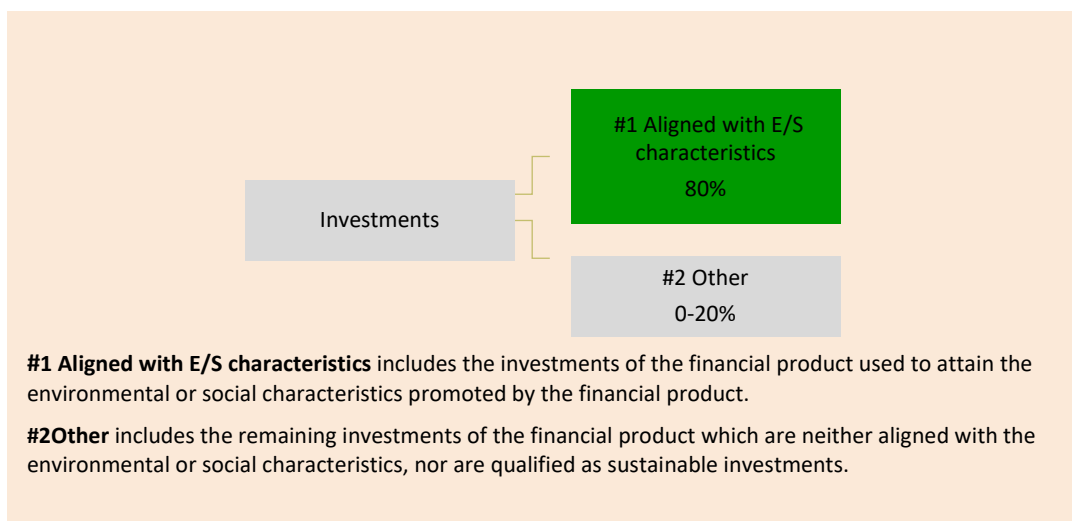 #1 Aligned with E/S
characteristics
80%
Investments
#2 Other
0-20%
#1 Aligned with E/S characteristics includes the investments of the financial product used to attain the
environmental or social characteristics promoted by the financial product.
#2Other includes the remaining investments of the financial product which are neither aligned with the
environmental or social characteristics, nor are qualified as sustainable investments.